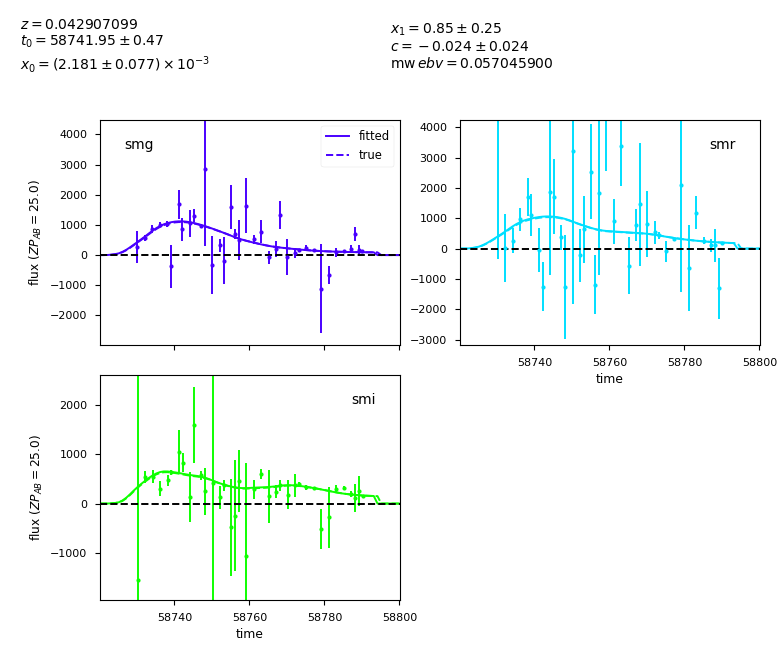 z = 0.042907099
t₀ = 58741.95 ± 0.47
x₀ = (2.181 ± 0.077) × 10⁻³
x₁ = 0.85 ± 0.25
c = −0.024 ± 0.024
mw ebv = 0.057045900
smg
fitted
true
4000
3000
2000
1000
0
−1000
−2000
flux (ZP_AB = 25.0)
smr
4000
3000
2000
1000
0
−1000
−2000
−3000
58740
58760
58780
58800
time
smi
2000
1000
0
−1000
flux (ZP_AB = 25.0)
58740
58760
58780
58800
time